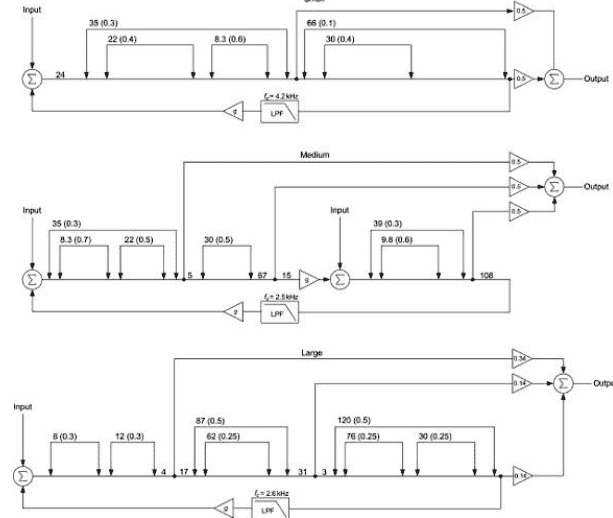 Input
35 (0.3)
66 (0.1)
0.5
22 (0.4)
8.3 (0.6)
30 (0.4)
Σ
24
0.5
Σ
Output
fc = 4.2 kHz
g
LPF
Medium
0.5
0.5
Σ
Output
Input
Input
0.5
35 (0.3)
39 (0.3)
8.3 (0.7)
22 (0.5)
30 (0.5)
9.8 (0.6)
Σ
5
67
15
g
Σ
108
fc = 2.5 kHz
g
LPF
Large
0.34
0.14
Σ
Input
87 (0.5)
120 (0.5)
8 (0.3)
12 (0.3)
62 (0.25)
76 (0.25)
30 (0.25)
Σ
4
17
31
3
0.14
fc = 2.6 kHz
g
LPF